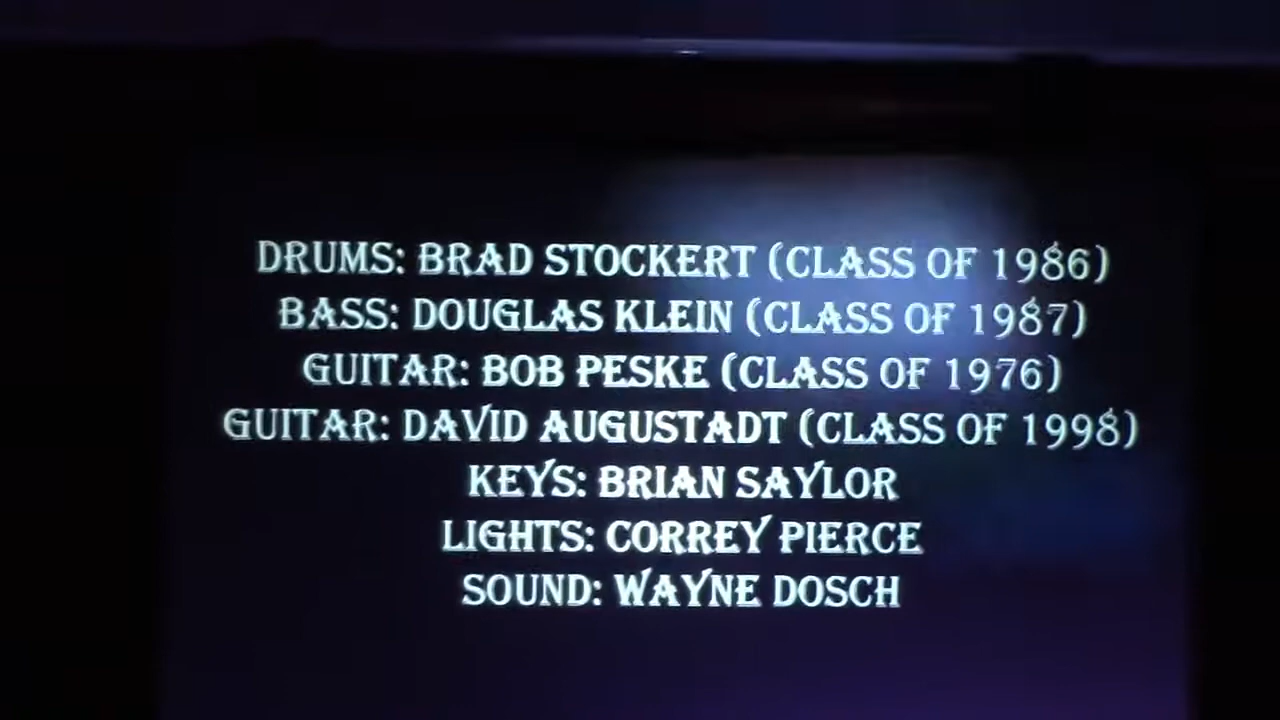 DRUMS: BRAD STOCKERT (CLASS OF 1986)
BASS: DOUGLAS KLEIN (CLASS OF 1987)
GUITAR: BOB PESKE (CLASS OF 1976)
GUITAR: DAVID AUGUSTADT (CLASS OF 1998)
KEYS: BRIAN SAYLOR
LIGHTS: CORREY PIERCE
SOUND: WAYNE DOSCH